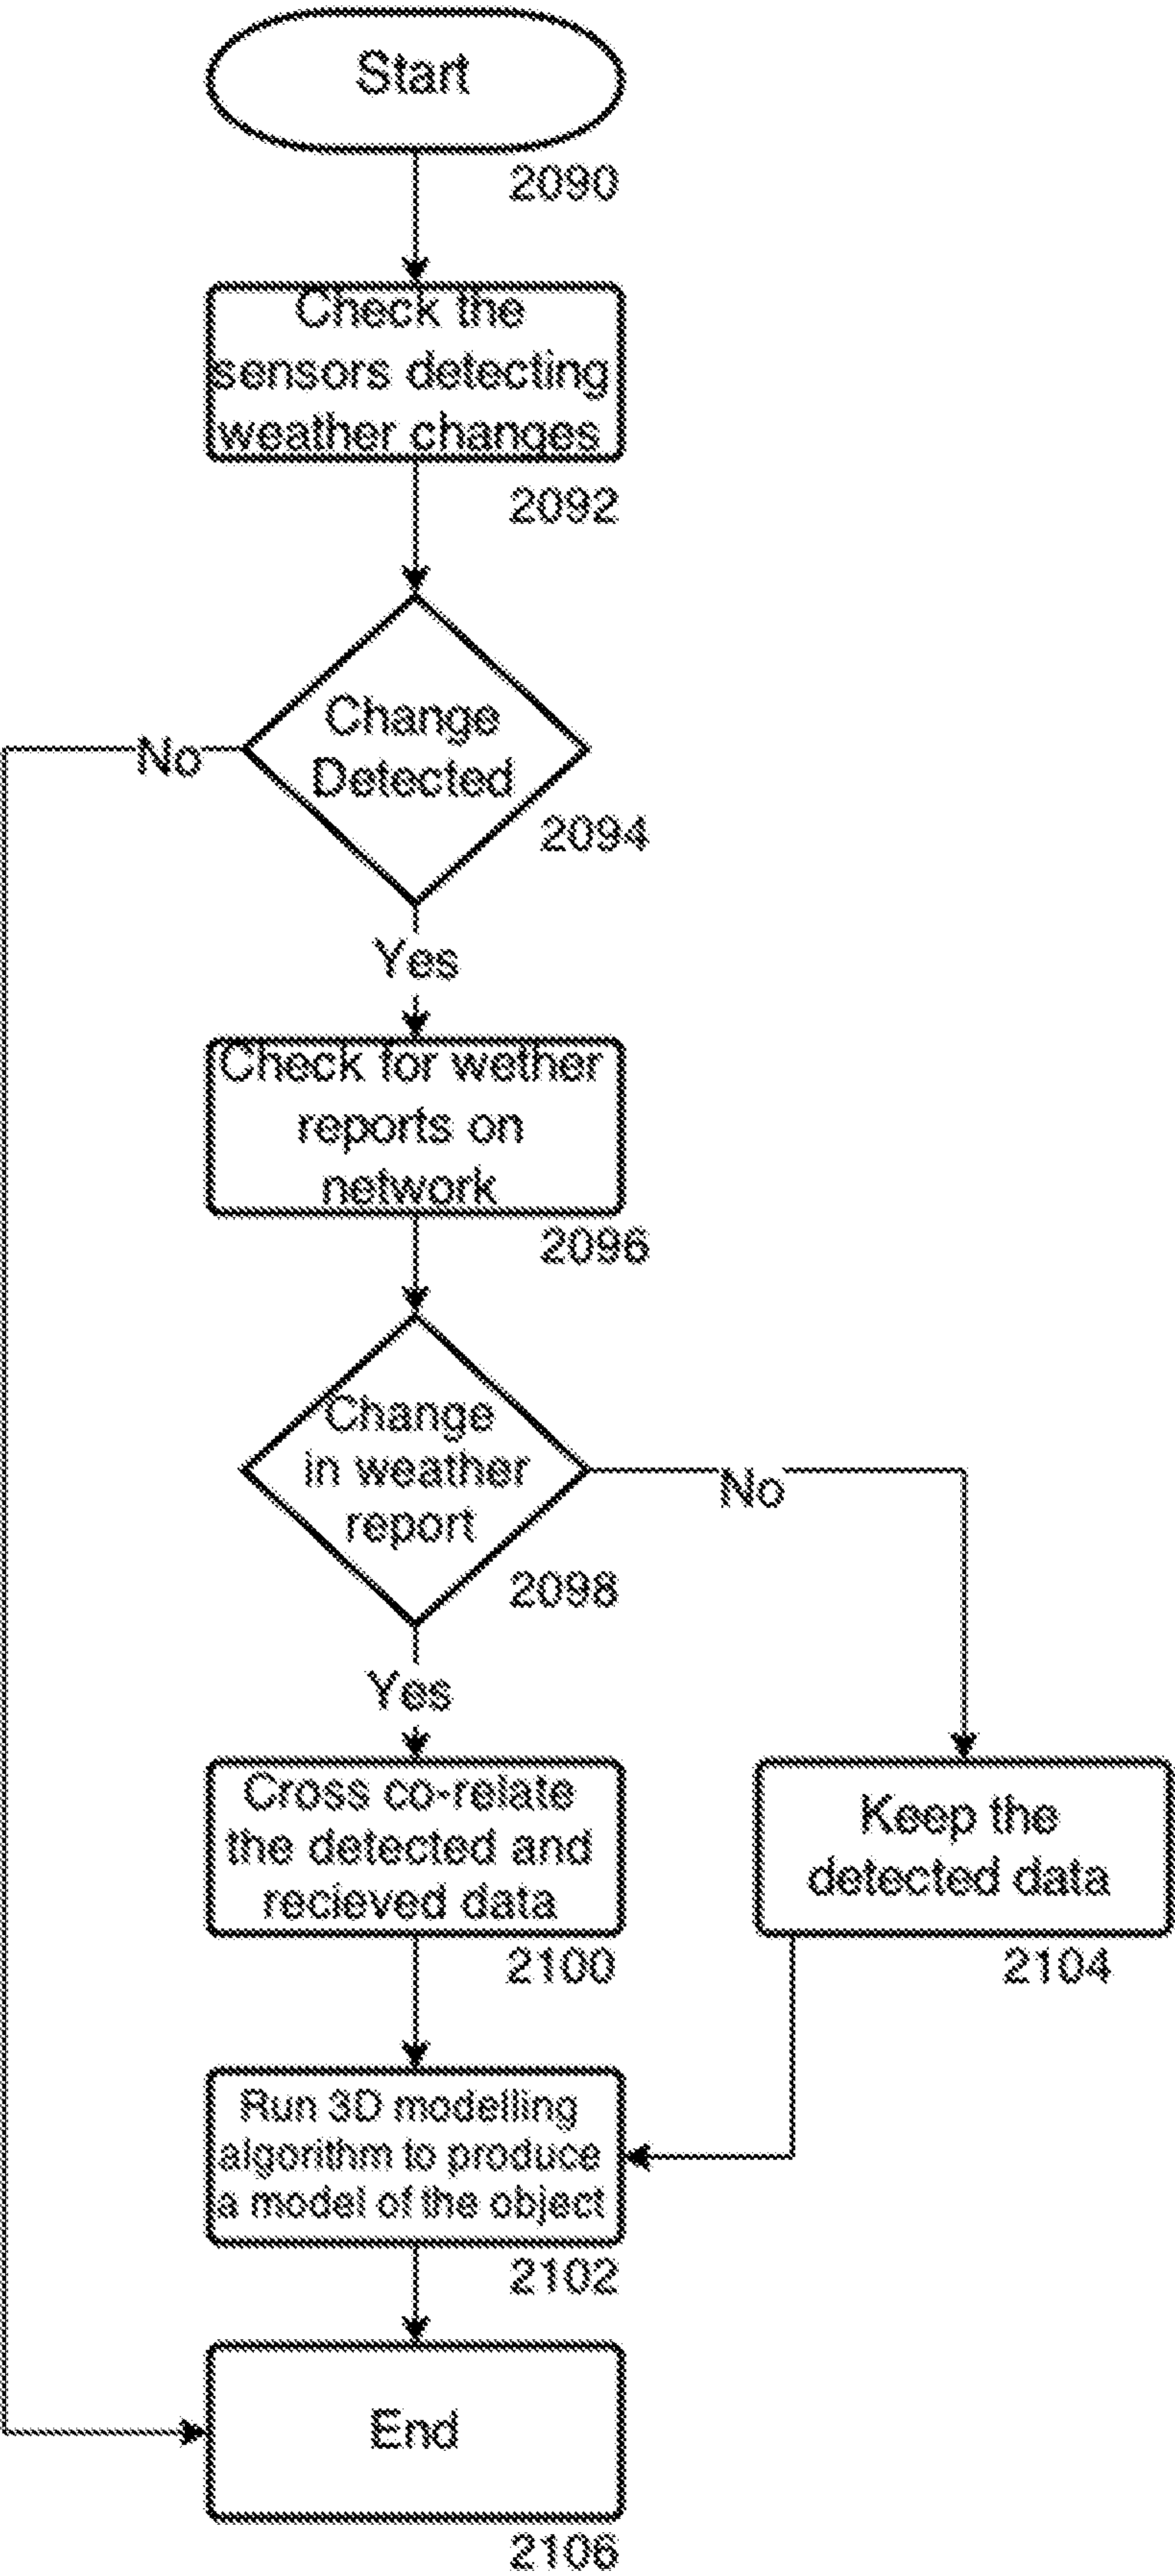 Start
2090
Check the
sensors detecting
weather changes
2092
Change
Detected
2094
No
Yes
Check for wether
reports on
network
2096
Change
in weather
report
2098
No
Yes
Cross co-relate
the detected and
recieved data
2100
Keep the
detected data
2104
Run 3D modelling
algorithm to produce
a model of the object
2102
End
2106